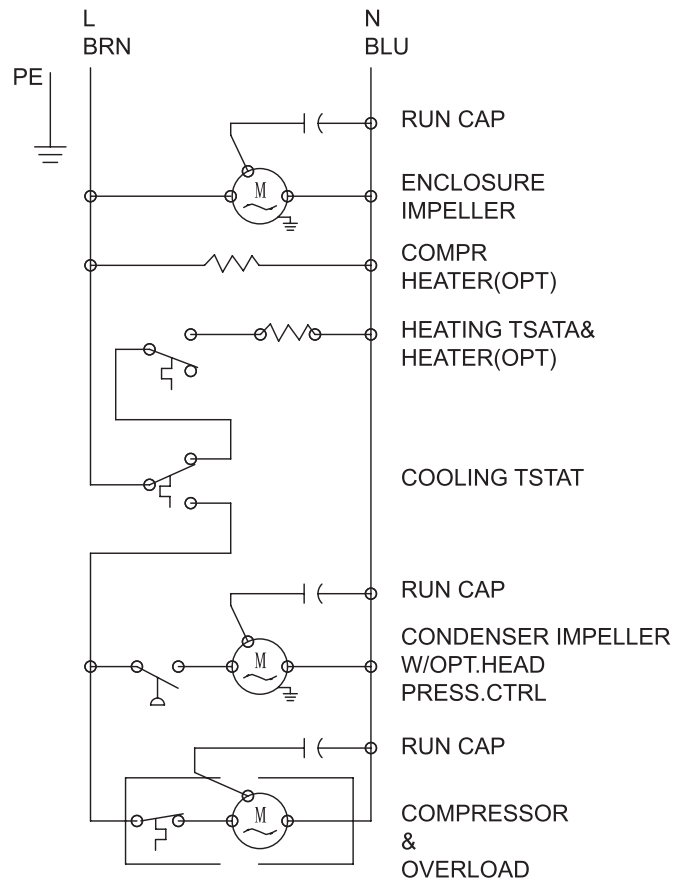 L
N
BRN
BLU
PE
RUN CAP
M
ENCLOSURE
IMPELLER
COMPR
HEATER(OPT)
HEATING TSATA&
HEATER(OPT)
COOLING TSTAT
RUN CAP
M
CONDENSER IMPELLER
W/OPT.HEAD
PRESS.CTRL
RUN CAP
M
COMPRESSOR
&
OVERLOAD